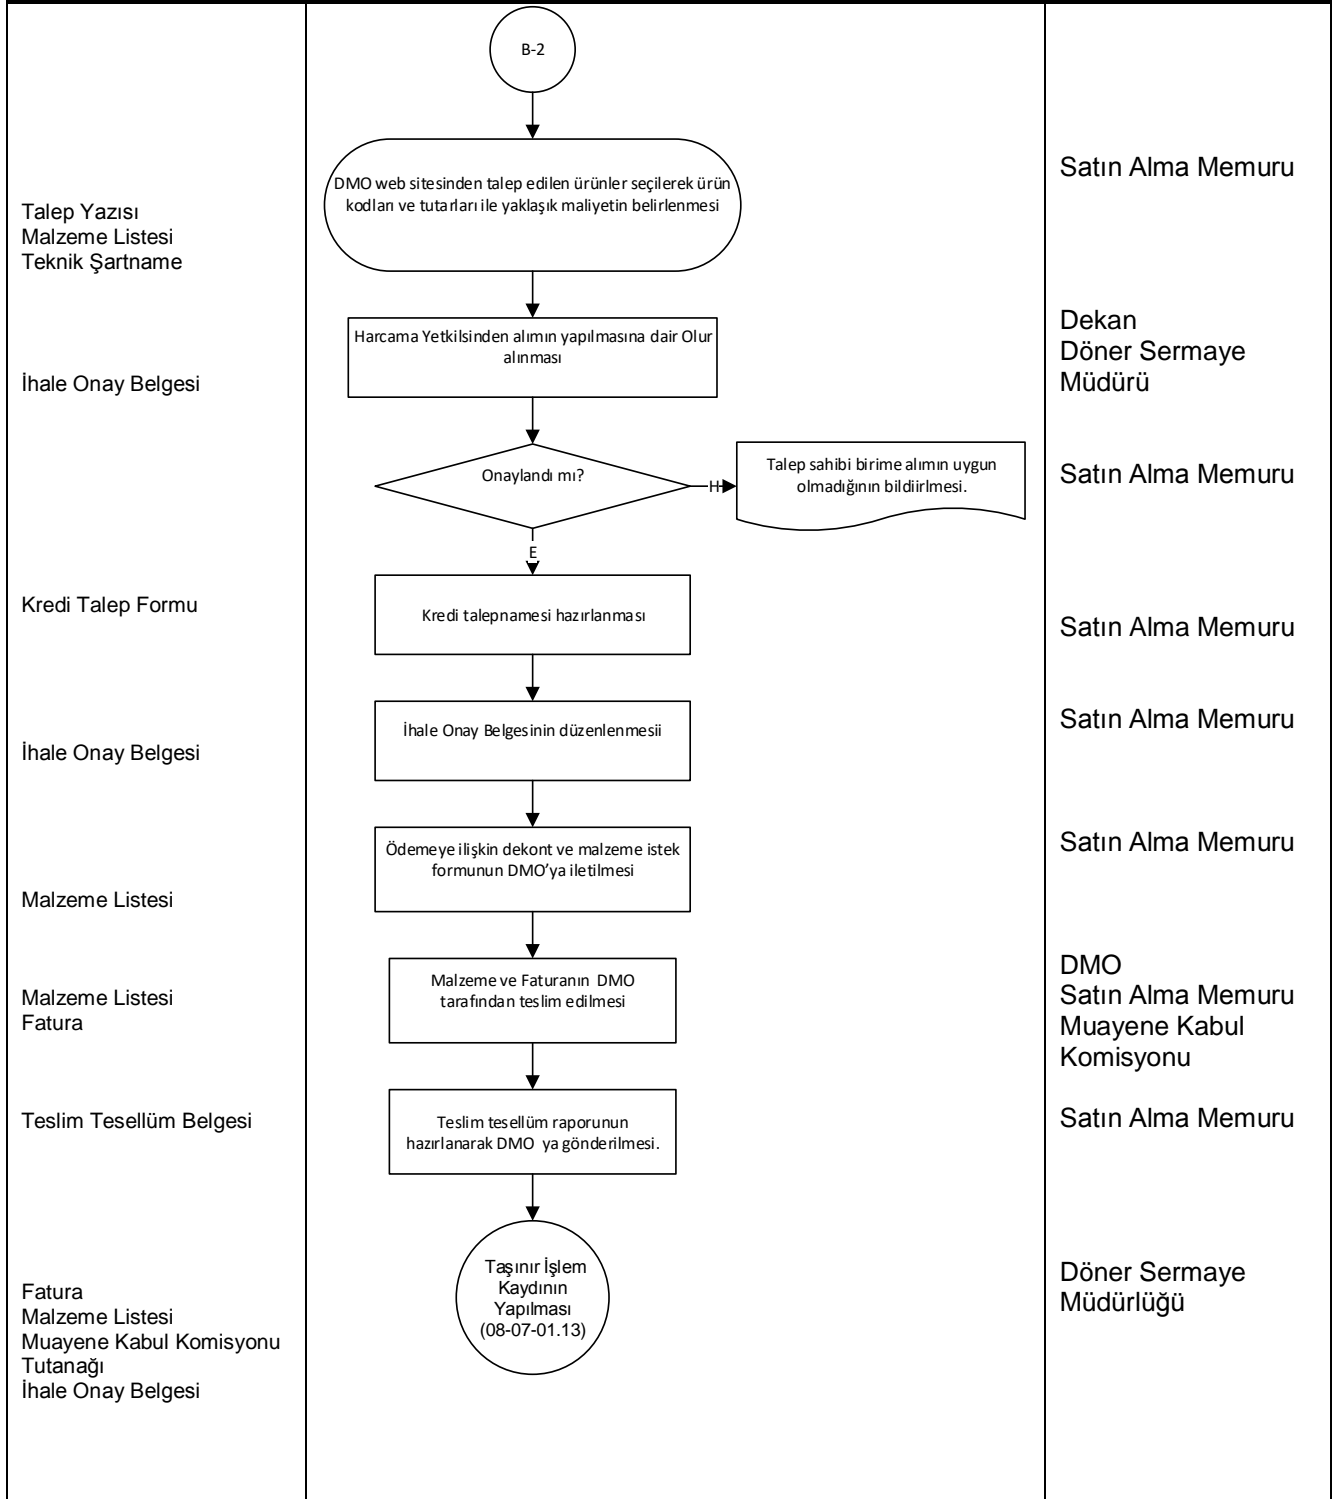 B-2
DMO web sitesinden talep edilen ürünler seçilerek ürün
kodları ve tutarları ile yaklaşık maliyetin belirlenmesi
Satın Alma Memuru
Talep Yazısı
Malzeme Listesi
Teknik Şartname
Harcama Yetkilsinden alımın yapılmasına dair Olur
alınması
Dekan
Döner Sermaye
Müdürü
İhale Onay Belgesi
Onaylandı mı?
H
Talep sahibi birime alımın uygun
olmadığının bildiirlmesi.
Satın Alma Memuru
E
Kredi Talep Formu
Kredi talepnamesi hazırlanması
Satın Alma Memuru
İhale Onay Belgesinin düzenlenmesii
Satın Alma Memuru
İhale Onay Belgesi
Ödemeye ilişkin dekont ve malzeme istek
formunun DMO’ya iletilmesi
Satın Alma Memuru
Malzeme Listesi
Malzeme ve Faturanın DMO
tarafından teslim edilmesi
DMO
Satın Alma Memuru
Muayene Kabul
Komisyonu
Malzeme Listesi
Fatura
Teslim Tesellüm Belgesi
Teslim tesellüm raporunun
hazırlanarak DMO ya gönderilmesi.
Satın Alma Memuru
Taşınır İşlem
Kaydının
Yapılması
(08-07-01.13)
Döner Sermaye
Müdürlüğü
Fatura
Malzeme Listesi
Muayene Kabul Komisyonu
Tutanağı
İhale Onay Belgesi